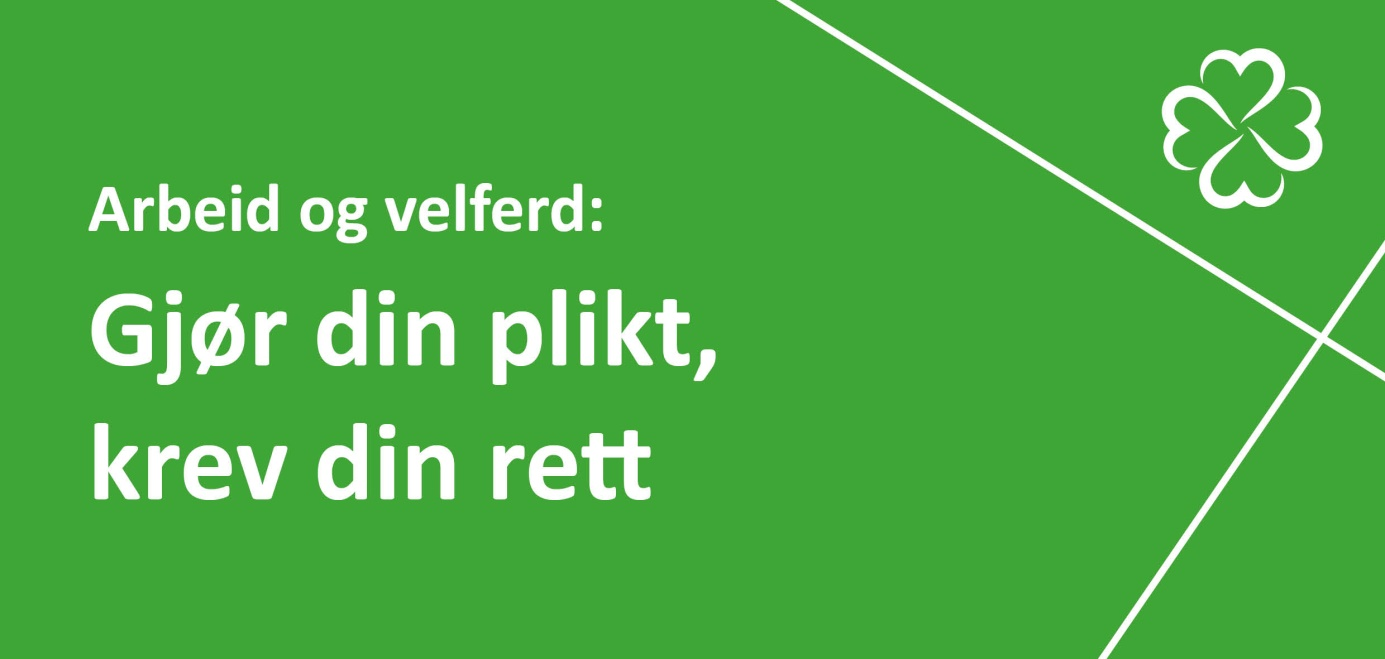 Arbeid og velferd:
Gjør din plikt,
krev din rett